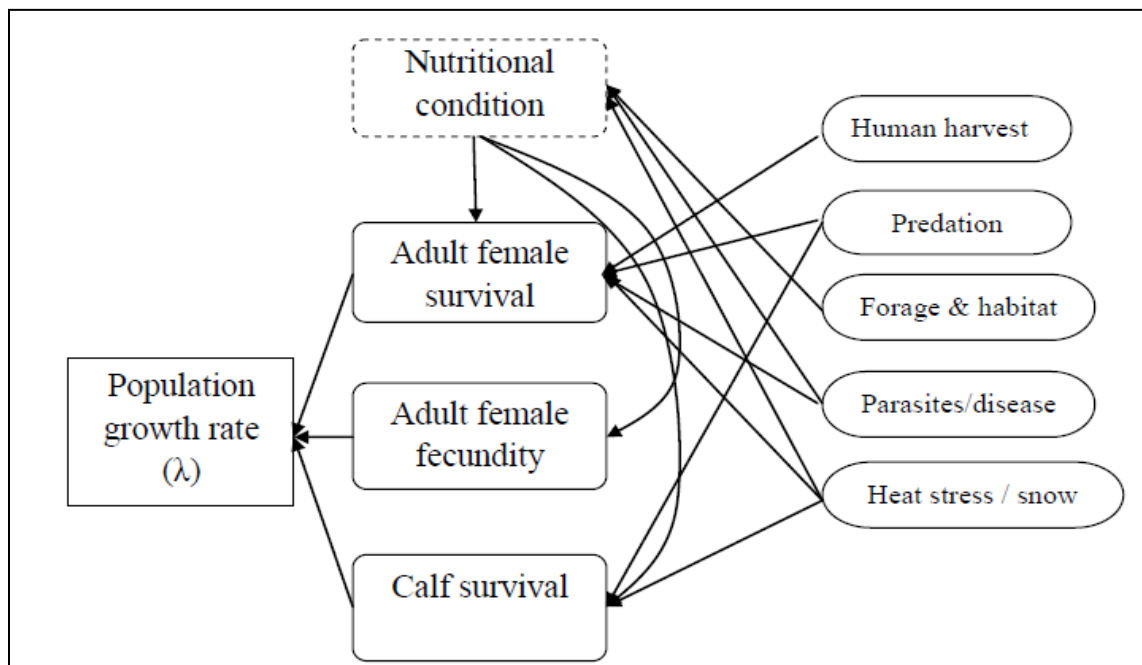 Nutritional
condition
Human harvest
Predation
Adult female
survival
Forage & habitat
Population
growth rate
(λ)
Adult female
fecundity
Parasites/disease
Heat stress / snow
Calf survival